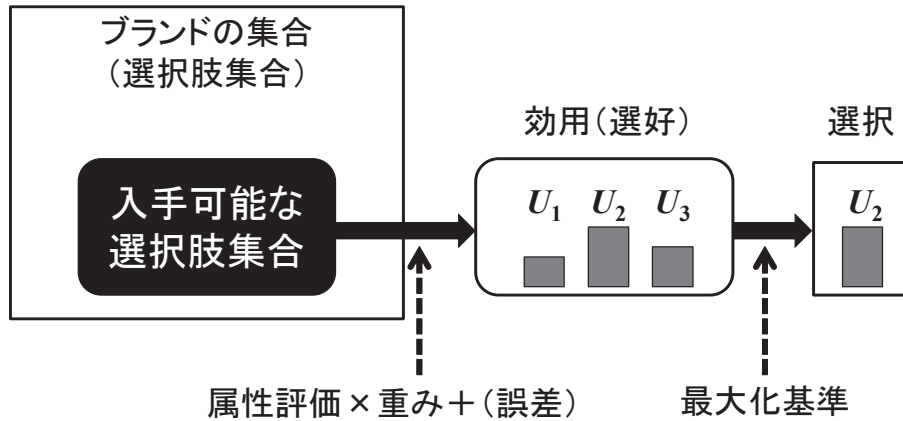 ブランドの集合
（選択肢集合）
入手可能な
選択肢集合
効用（選好）
選択
U1 U2 U3
U2
属性評価×重み＋（誤差）
最大化基準